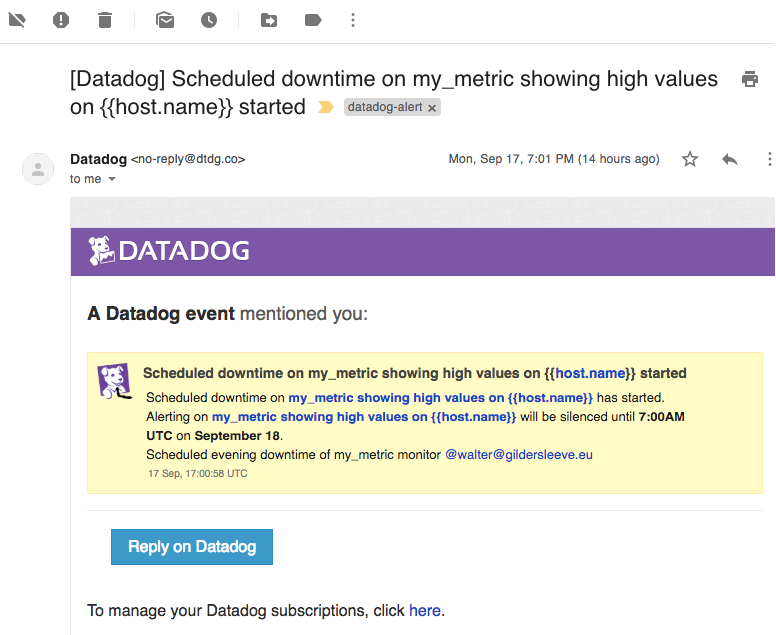 [Datadog] Scheduled downtime on my_metric showing high values
on {{host.name}} started
datadog-alert x
Datadog <no-reply@dtdg.co>
Mon, Sep 17, 7:01 PM (14 hours ago)
to me
DATADOG
A Datadog event mentioned you:
Scheduled downtime on my_metric showing high values on {{host.name}} started
Scheduled downtime on my_metric showing high values on {{host.name}} has started.
Alerting on my_metric showing high values on {{host.name}} will be silenced until 7:00AM
UTC on September 18.
Scheduled evening downtime of my_metric monitor @walter@gildersleeve.eu
17 Sep, 17:00:58 UTC
Reply on Datadog
To manage your Datadog subscriptions, click here.